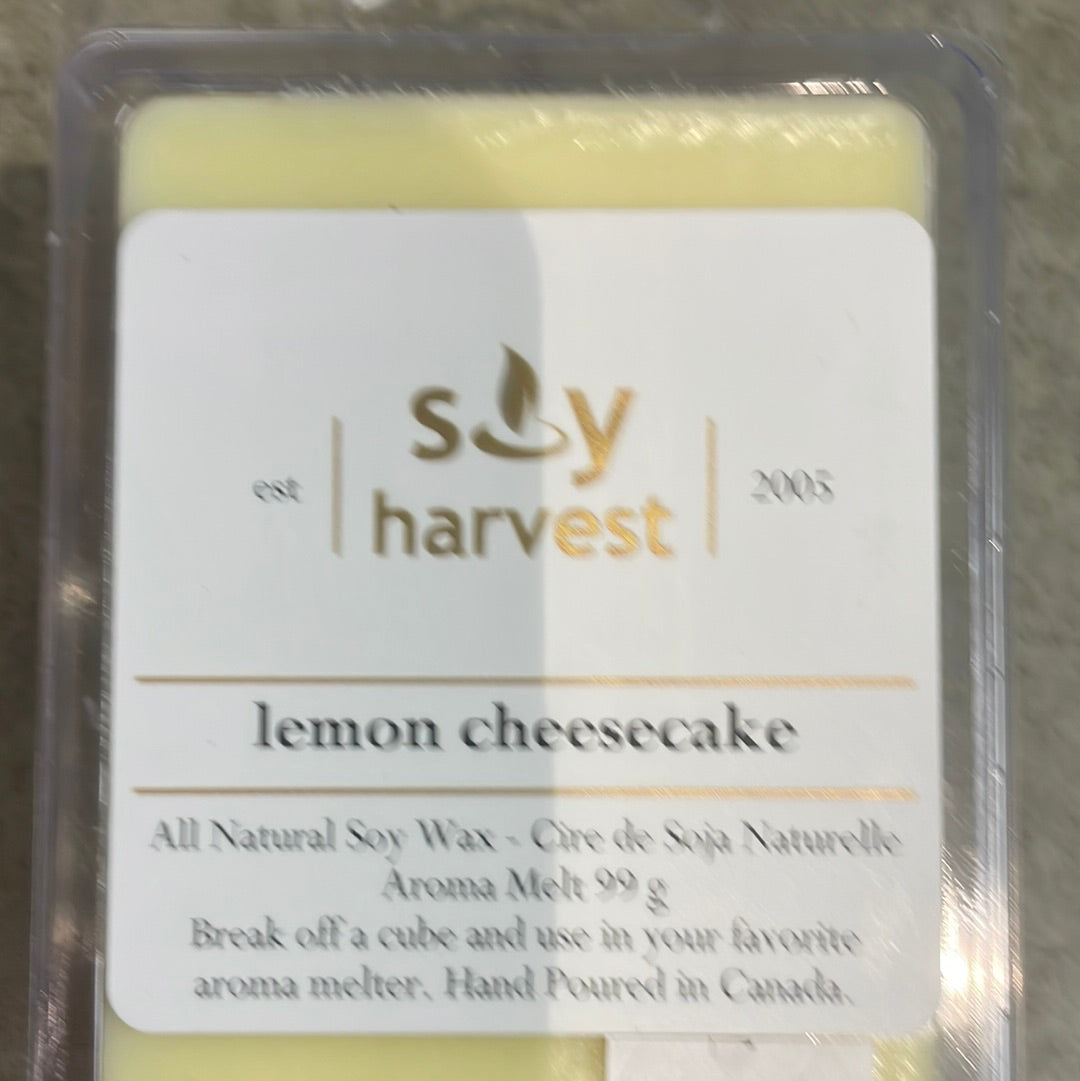 soy
harvest
est
2005
lemon cheesecake
All Natural Soy Wax - Cire de Soja Naturelle
Aroma Melt 99 g
Break off a cube and use in your favorite
aroma melter. Hand Poured in Canada.